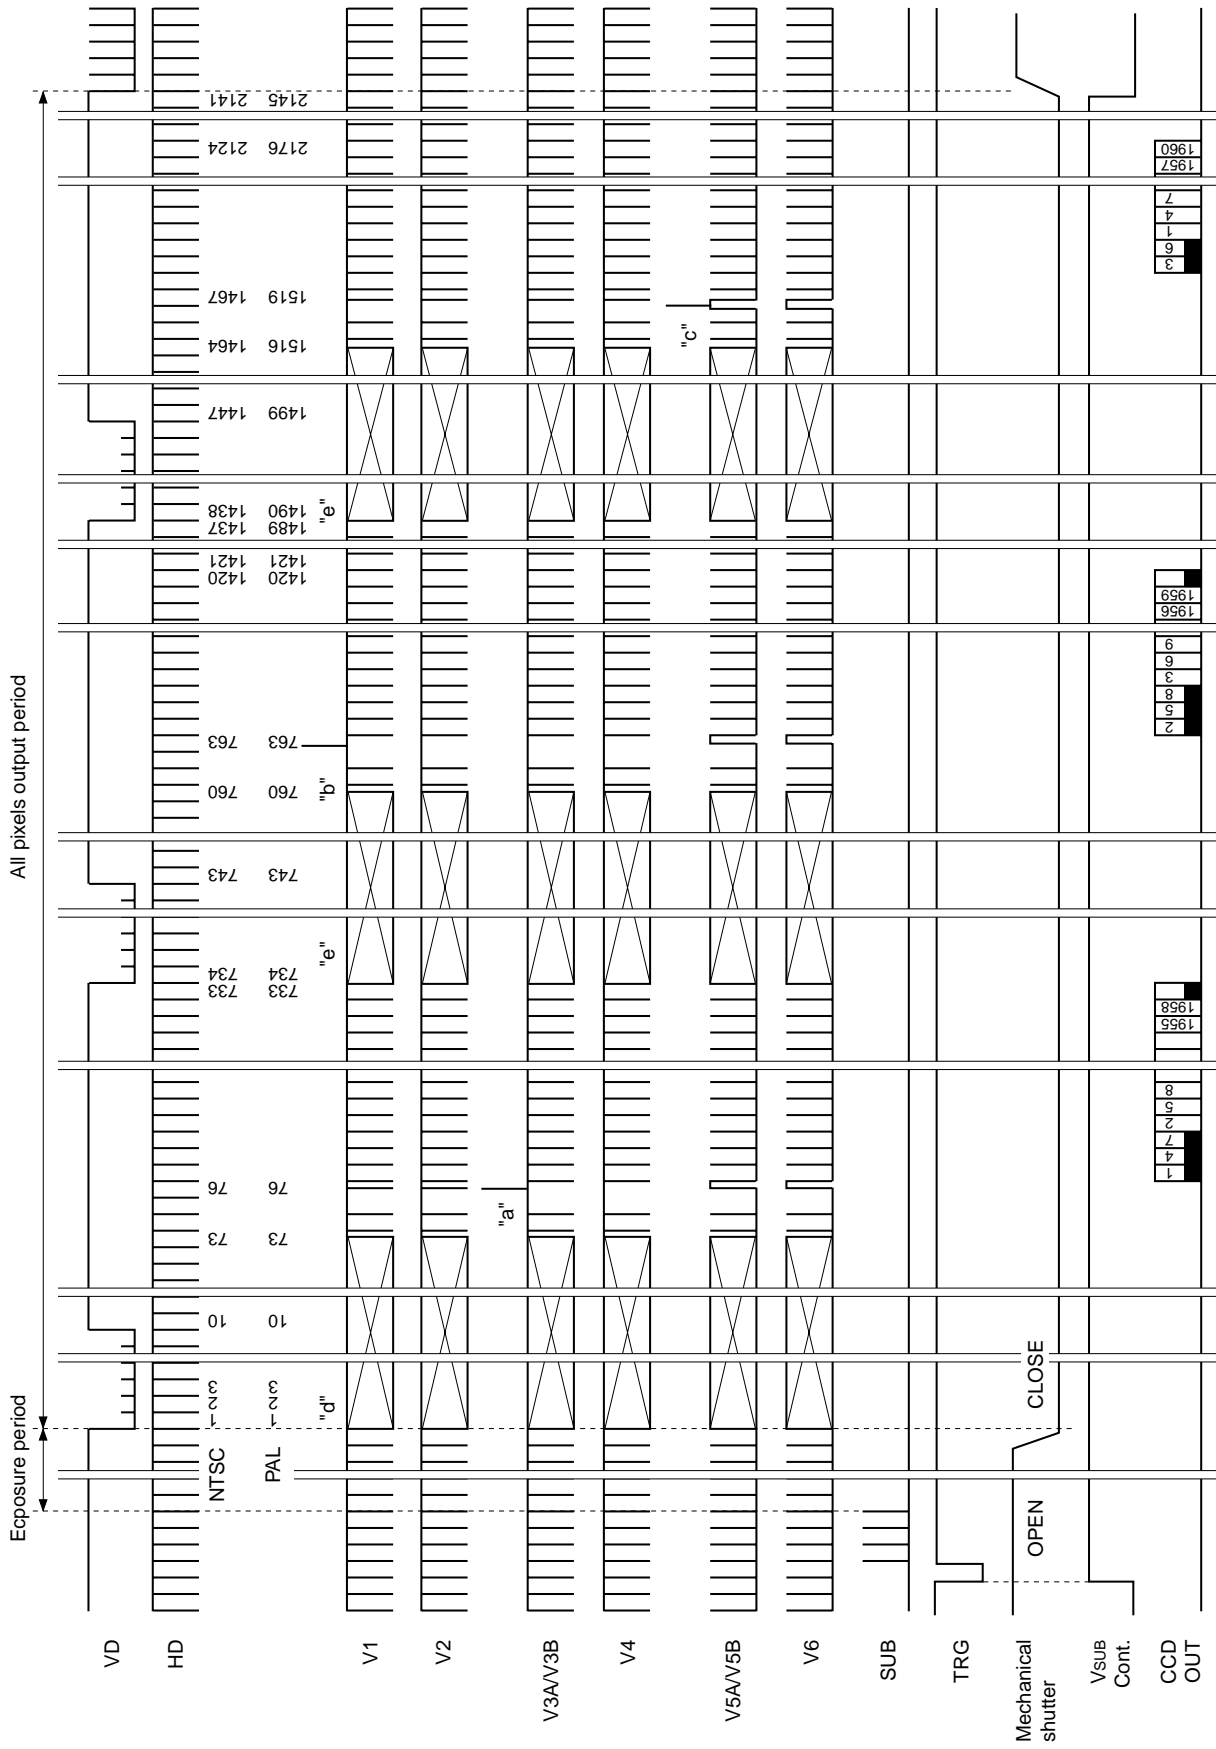 Ecposure period
All pixels output period
VD
HD
NTSC
1
2
3
10
73
76
733
734
743
760
763
1420
1421
1437
1438
1447
1464
1467
2124
2141
PAL
1
2
3
10
73
76
733
734
743
760
763
1420
1421
1489
1490
1499
1516
1519
2176
2145
"d"
"e"
"b"
"e"
V1
V2
"a"
V3A/V3B
V4
"c"
V5A/V5B
V6
SUB
TRG
Mechanical
shutter
OPEN
CLOSE
VSUB
Cont.
CCD
OUT
1
4
7
2
5
8
1955
1958
2
5
8
3
6
9
1956
1959
3
6
1
4
7
1957
1960